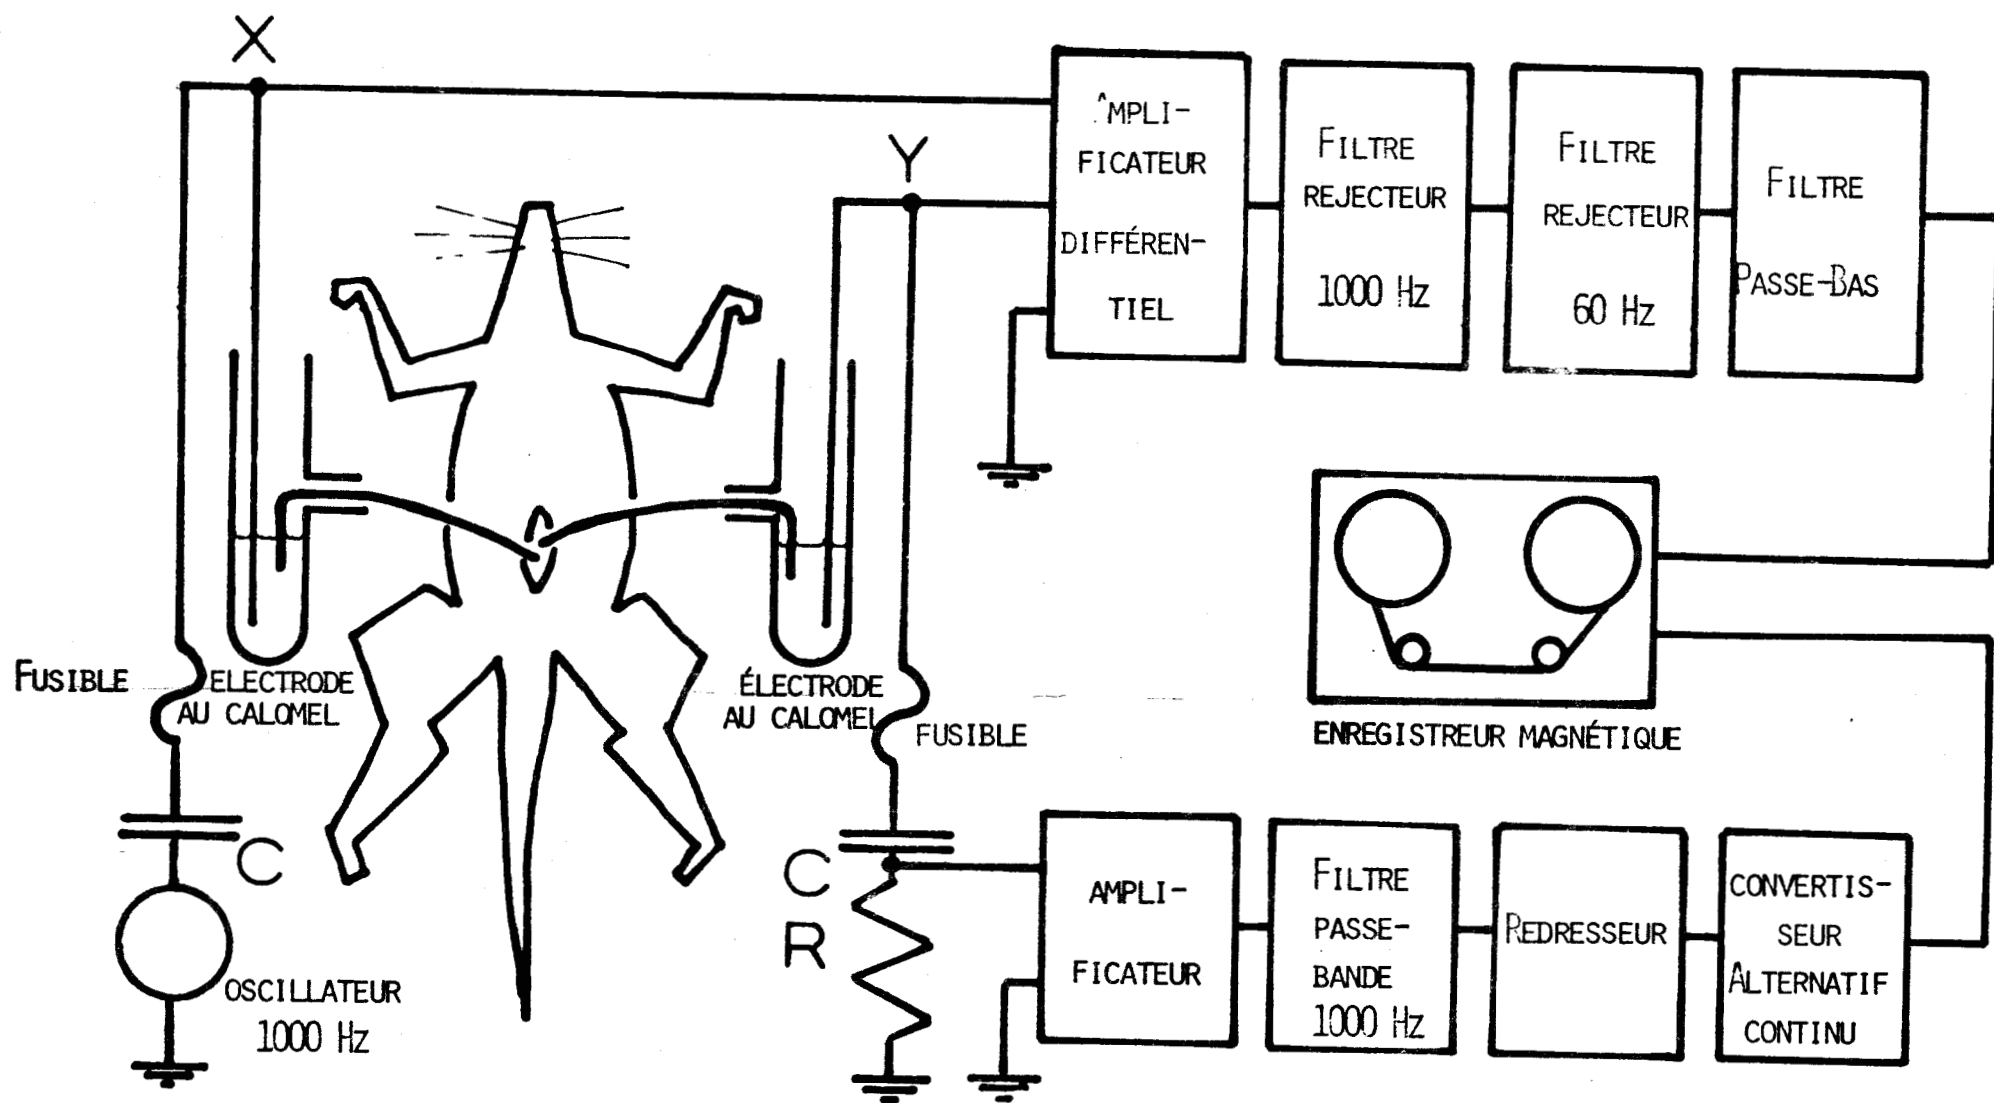 X
Y
MPLI-
FICATEUR
DIFFÉREN-
TIEL
FILTRE
REJECTEUR
1000 Hz
FILTRE
REJECTEUR
60 Hz
FILTRE
PASSE-BAS
FUSIBLE
ELECTRODE
AU CALOMEL
ÉLECTRODE
AU CALOMEL
FUSIBLE
ENREGISTREUR MAGNÉTIQUE
C
OSCILLATEUR
1000 Hz
C
R
AMPLI-
FICATEUR
FILTRE
PASSE-
BANDE
1000 Hz
REDRESSEUR
CONVERTIS-
SEUR
ALTERNATIF
CONTINU